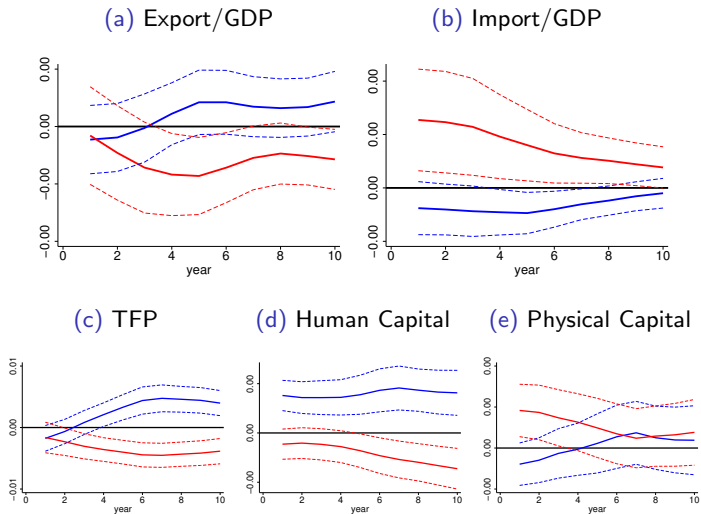 (a) Export/GDP
(b) Import/GDP
0.00
0.00
−0.00
−0.00
0 2 4 6 8 10
year
0.00
0.00
0.00
−0.00
0 2 4 6 8 10
year
(c) TFP
(d) Human Capital
(e) Physical Capital
0.01
0.00
−0.01
0 2 4 6 8 10
year
0.00
0.00
−0.00
0 2 4 6 8 10
year
0.00
0.00
0.00
−0.00
0 2 4 6 8 10
year